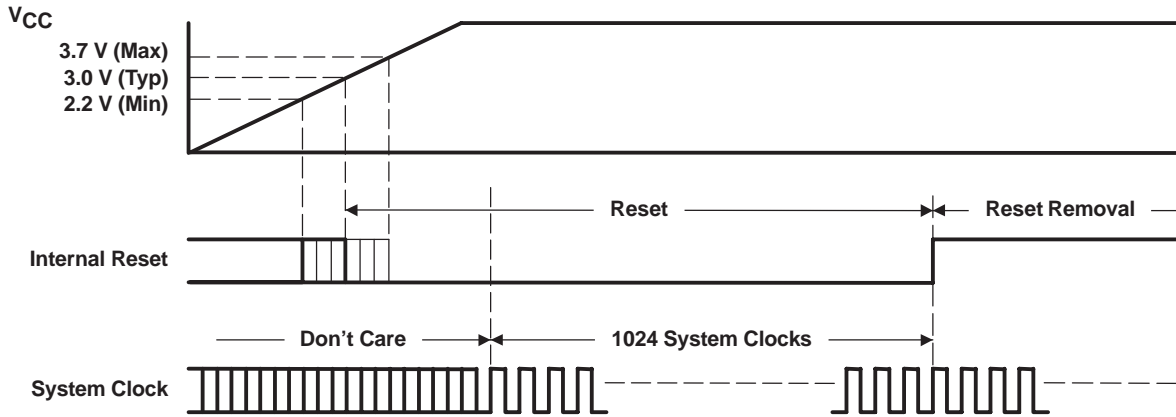 VCC
3.7 V (Max)
3.0 V (Typ)
2.2 V (Min)
Reset
Reset Removal
Internal Reset
Don't Care
1024 System Clocks
System Clock